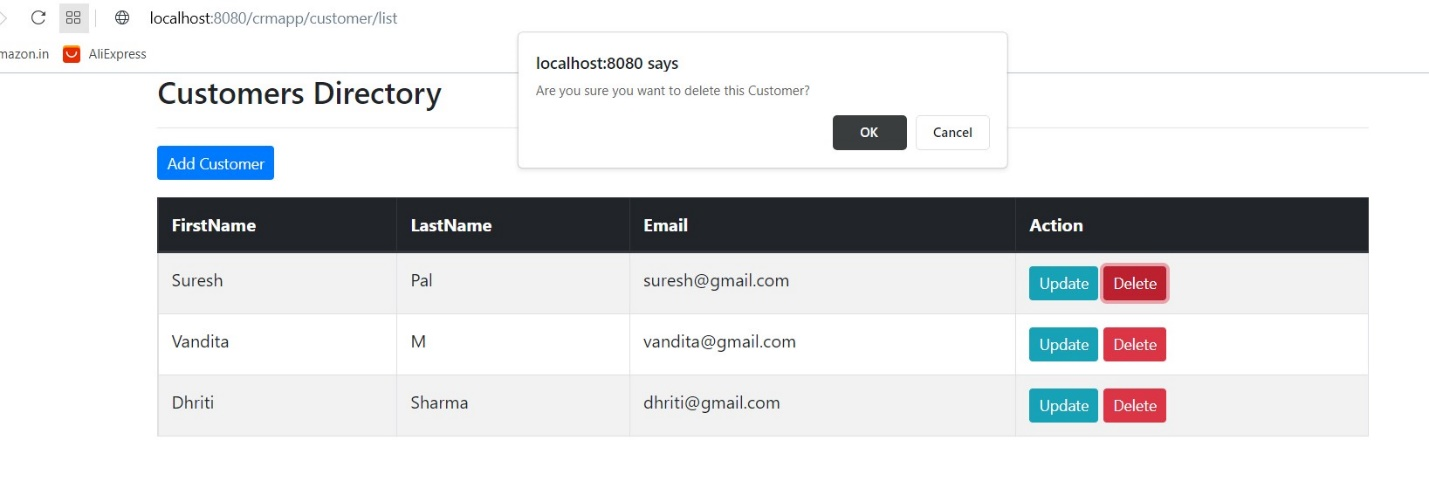 localhost:8080/crmapp/customer/list
mazon.in AliExpress
localhost:8080 says
Are you sure you want to delete this Customer?
OK Cancel
Customers Directory
Add Customer
FirstName LastName Email Action
Suresh Pal suresh@gmail.com Update Delete
Vandita M vandita@gmail.com Update Delete
Dhriti Sharma dhriti@gmail.com Update Delete